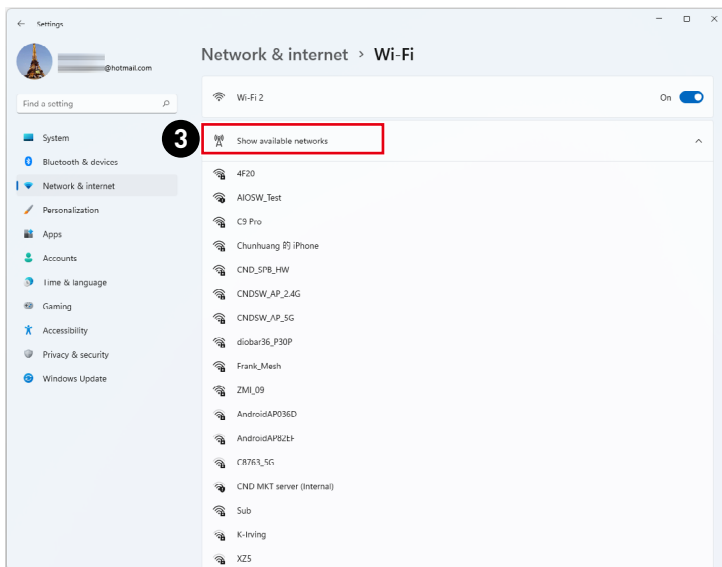 Settings
@hotmail.com
Find a setting
System
Bluetooth & devices
Network & internet
Personalization
Apps
Accounts
Time & language
Gaming
Accessibility
Privacy & security
Windows Update
Network & internet > Wi-Fi
Wi-Fi 2
On
3
Show available networks
4F20
AIOSW_Test
C9 Pro
Chunhuang 的 iPhone
CND_SPB_HW
CNDSW_AP_2.4G
CNDSW_AP_5G
diobar36_P30P
Frank_Mesh
ZMI_09
AndroidAP036D
AndroidAP82EF
C8763_5G
CND MKT server (Internal)
Sub
K-Irving
XZ5